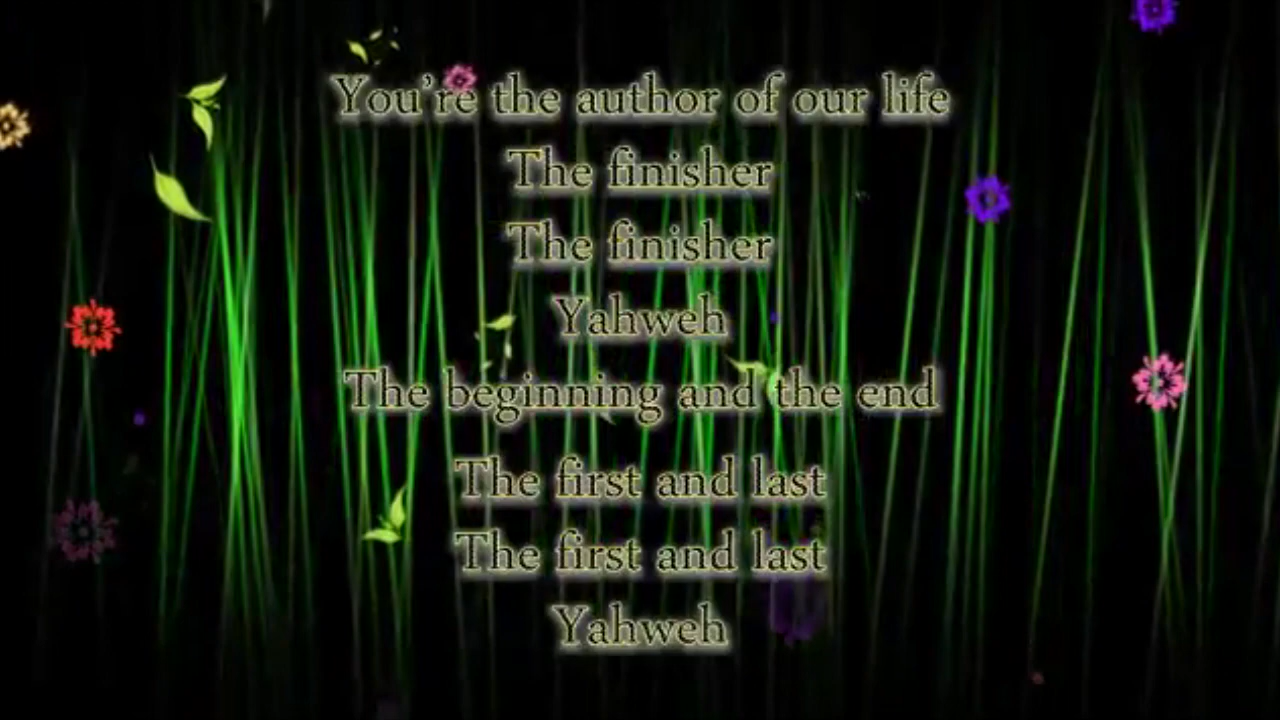 You're the author of our life
The finisher
The finisher
Yahweh
The beginning and the end
The first and last
The first and last
Yahweh